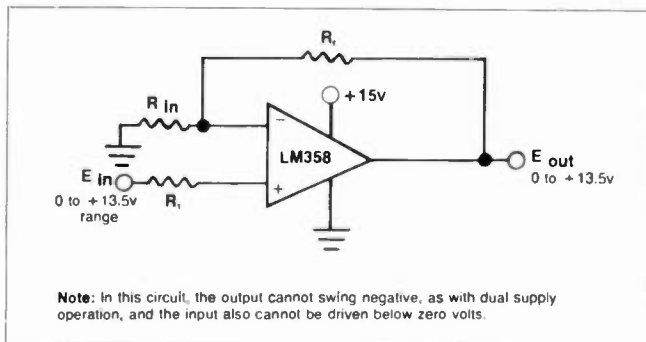 Rr
+15v
R in
−
LM358
E out
0 to +13.5v
E in
0 to +13.5v
range
R1
+
Note: In this circuit, the output cannot swing negative, as with dual supply
operation, and the input also cannot be driven below zero volts.